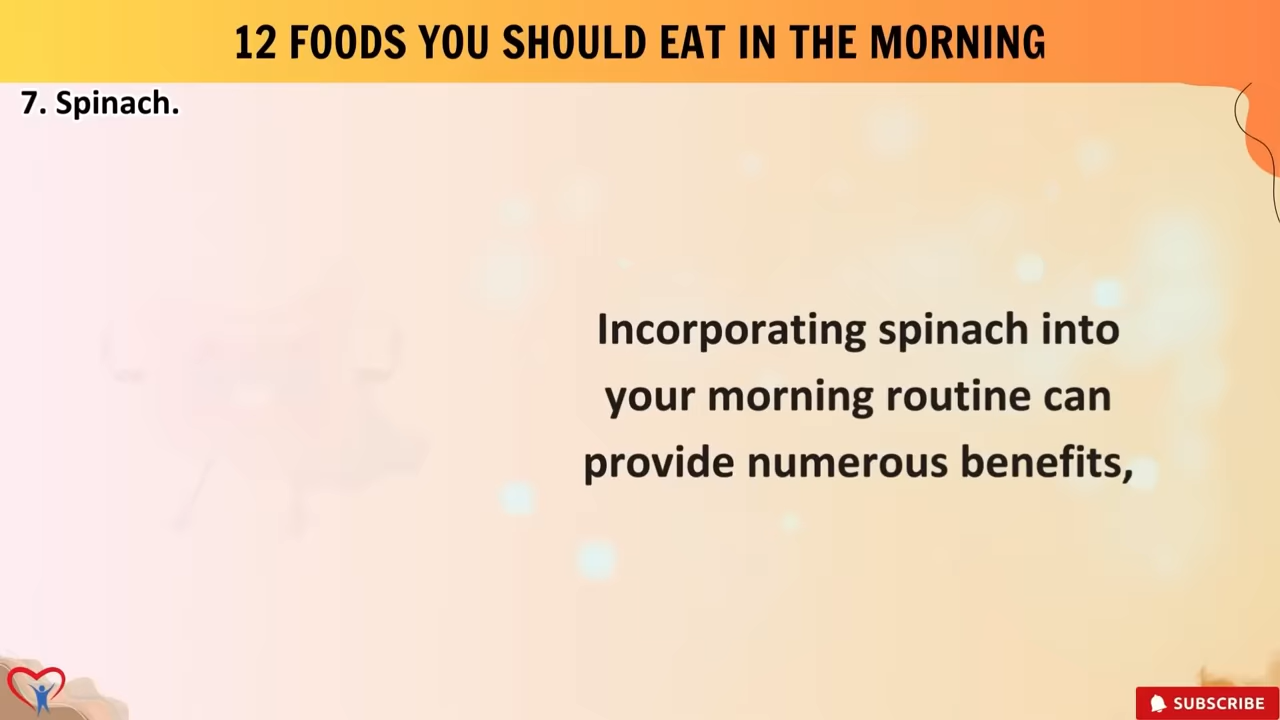 12 FOODS YOU SHOULD EAT IN THE MORNING
7. Spinach.
Incorporating spinach into
your morning routine can
provide numerous benefits,
SUBSCRIBE